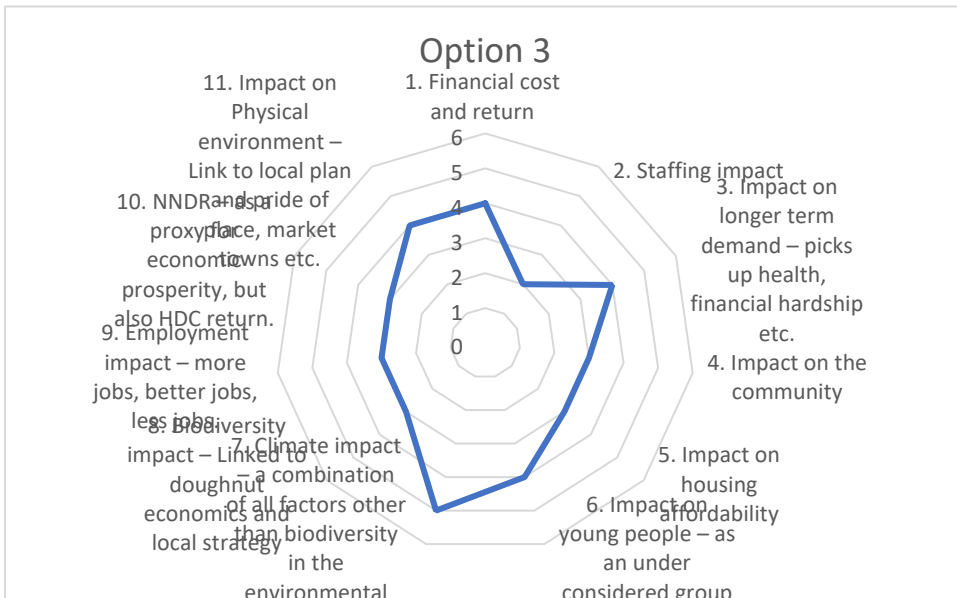 Option 3
1. Financial cost
and return
2. Staffing impact
3. Impact on
longer term
demand – picks
up health,
financial hardship
etc.
4. Impact on the
community
5. Impact on
housing
affordability
6. Impact on
young people – as
an under
considered group
7. Climate impact
– a combination
of all factors other
than biodiversity
in the
environmental
8. Biodiversity
impact – Linked to
doughnut
economics and
local strategy
9. Employment
impact – more
jobs, better jobs,
less jobs.
10. NNDR – as a
proxy for
economic
prosperity, but
also HDC return.
11. Impact on
Physical
environment –
Link to local plan
and pride of
place, market
towns etc.
6
5
4
3
2
1
0